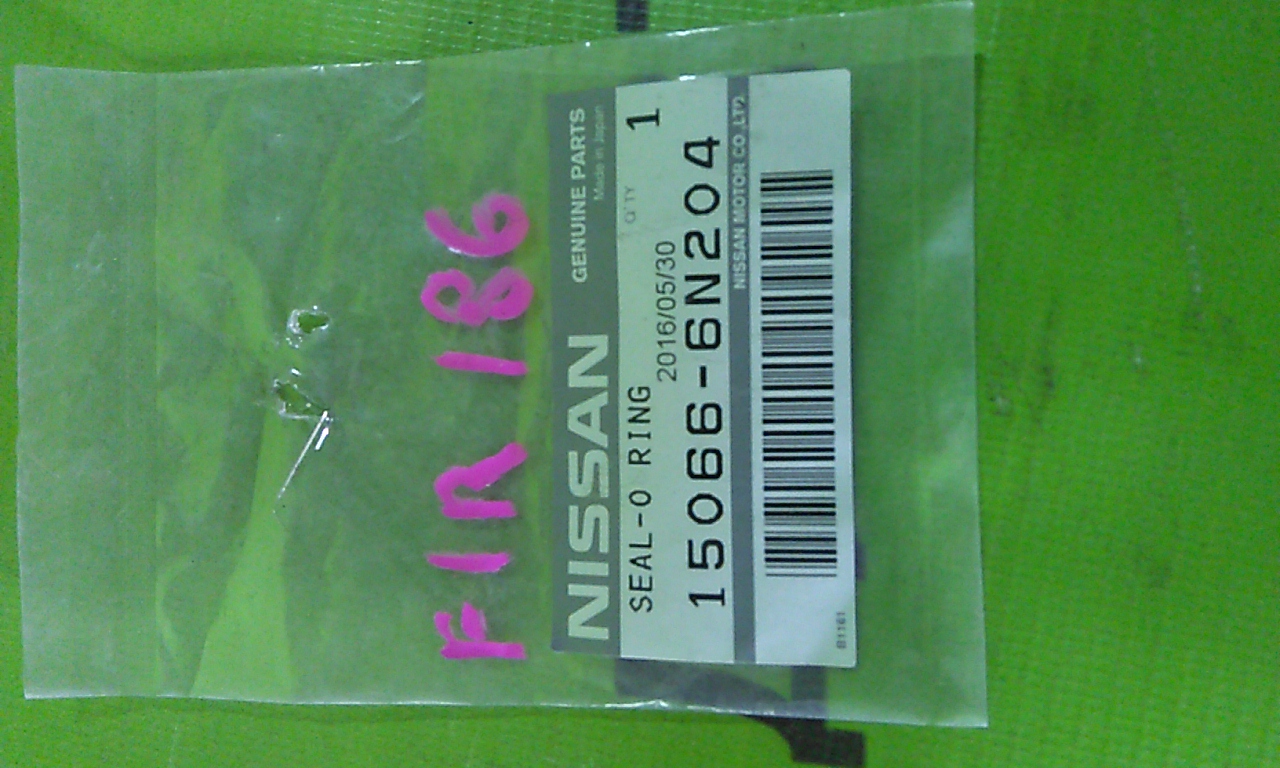 FIR 186
NISSAN GENUINE PARTS
Made in Japan
SEAL-O RING Q'TY 1
2016/05/30
15066-6N204
NISSAN MOTOR CO.,LTD.